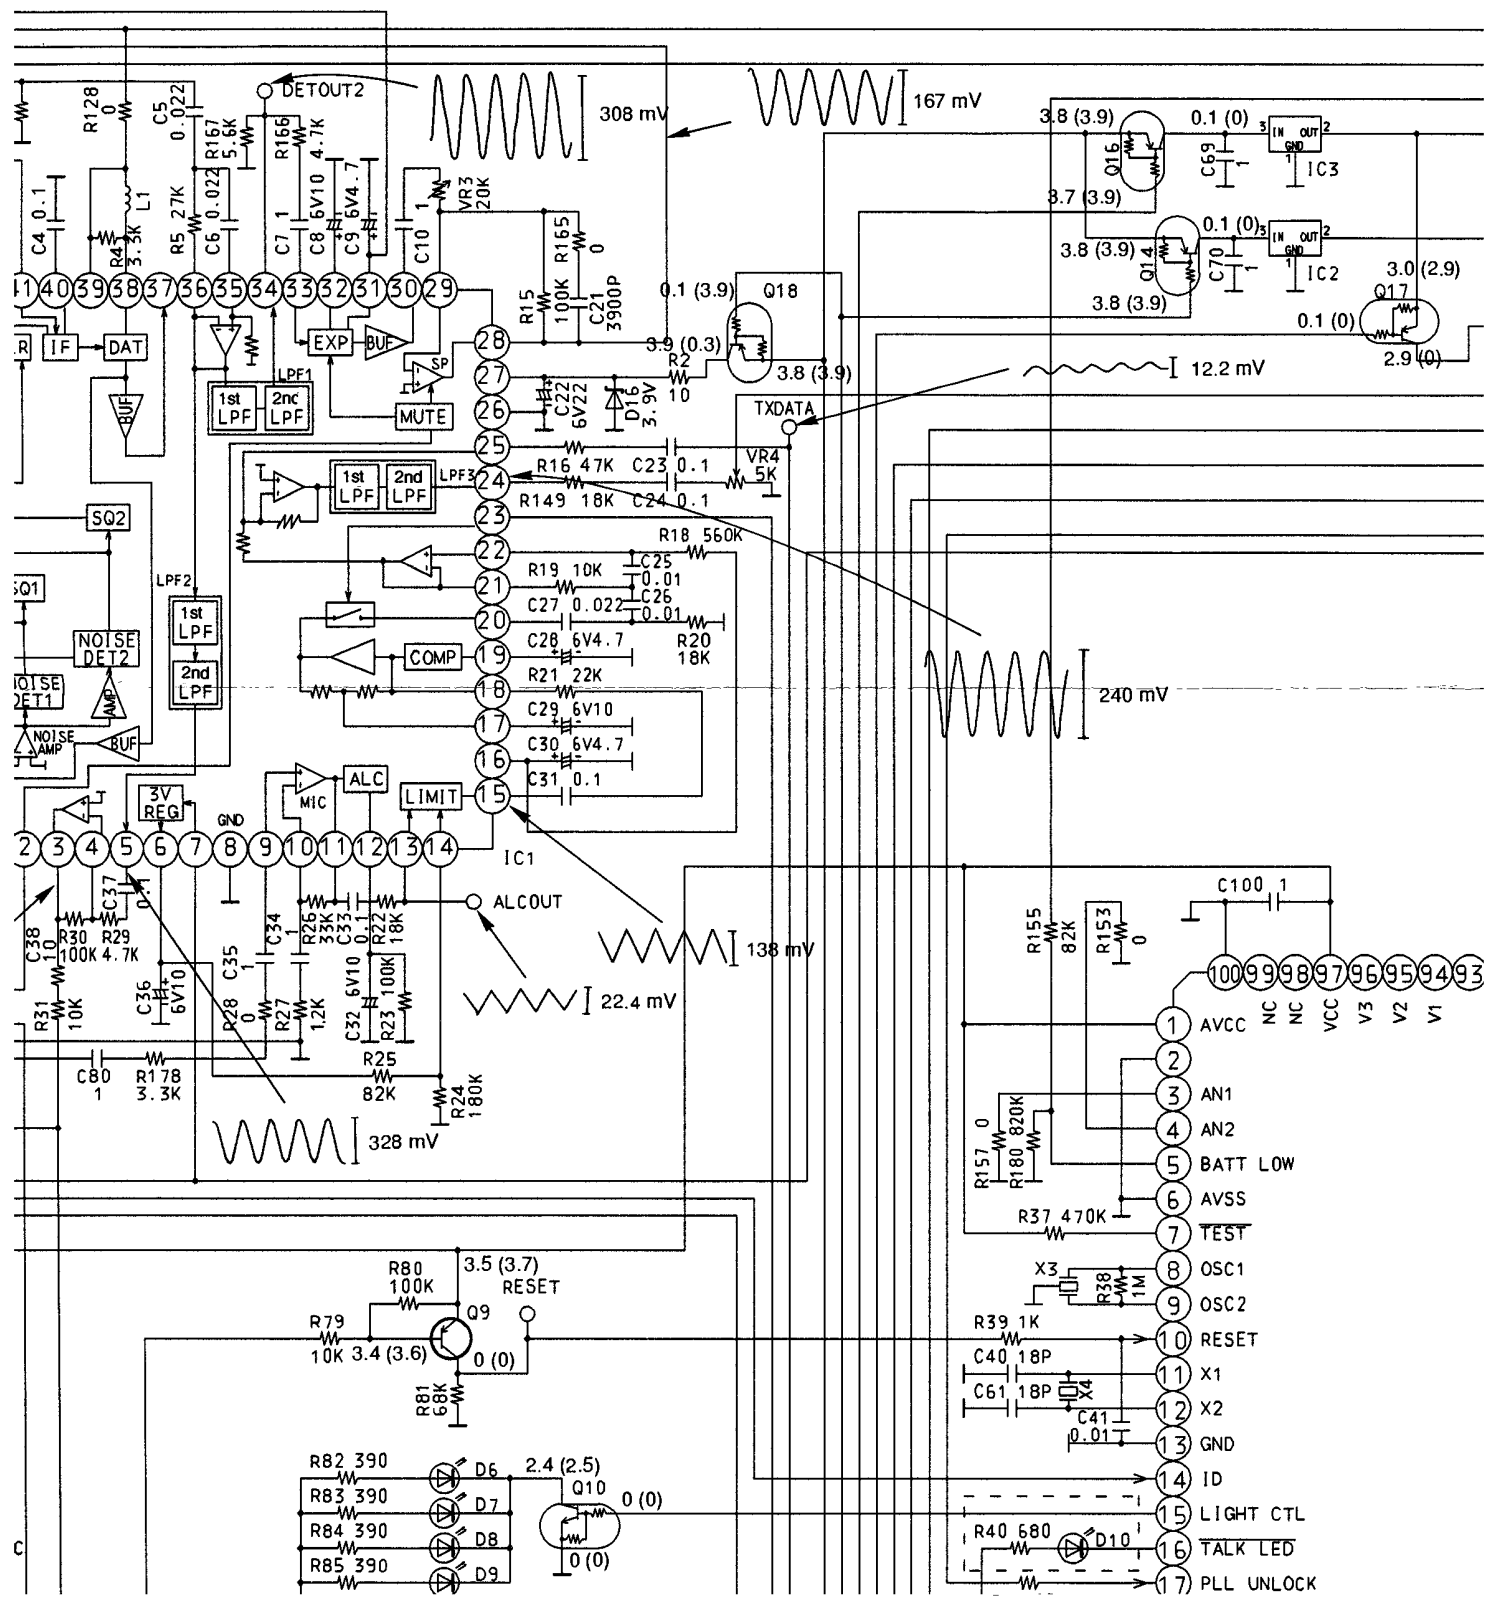 DETOUT2
308 mV
167 mV
R128
0
C5
0.022
R167
5.6K
R166
4.7K
C4 0.1
L1
R4
3.3K
R5 27K
C6 0.022
C7 1
C8 6V10
C9 6V4.7
C10 1
VR3
20K
R165
0
R15
100K
C21
3900P
3.8 (3.9)
Q16
3.7 (3.9)
0.1 (0)
C69
1
3 IN OUT 2
GND
1
IC3
3.8 (3.9)
Q14
3.8 (3.9)
0.1 (0)
C70
1
3 IN OUT 2
GND
1
IC2
3.0 (2.9)
Q17
0.1 (0)
2.9 (0)
0.1 (3.9)
Q18
3.9 (0.3)
3.8 (3.9)
12.2 mV
TXDATA
41 40 39 38 37 36 35 34 33 32 31 30 29
28
27
26
25
24
23
22
21
20
19
18
17
16
15
IF
DAT
BUF
EXP
BUF
SP
MUTE
LPF1
1st
LPF
2nd
LPF
R2
10
C22
6V22
D16
3.9V
R16 47K
C23 0.1
R149 18K
C24 0.1
VR4
5K
1st
LPF
2nd
LPF
LPF3
SQ2
SQ1
LPF2
1st
LPF
2nd
LPF
NOISE
DET2
NOISE
DET1
AMP
NOISE
AMP
BUF
R18 560K
R19 10K
C25
0.01
C27 0.022
C26
0.01
R20
18K
C28 6V4.7
COMP
R21 22K
C29 6V10
C30 6V4.7
C31 0.1
240 mV
3V
REG
GND
MIC
ALC
LIMIT
2 3 4 5 6 7 8 9 10 11 12 13 14
IC1
ALCOUT
138 mV
22.4 mV
C37
0.1
C38
10
R30
100K
R29
4.7K
R31
10K
C36
6V10
C35
1
C34
1
R28
0
R27
1.2K
R26
33K
C33
0.1
R22
18K
C32 6V10
R23 100K
R25
82K
R24
180K
C80
1
R178
3.3K
328 mV
C100 1
R155
82K
R153
0
100 99 98 97 96 95 94 93
NC
NC
VCC
V3
V2
V1
1 AVCC
2
3 AN1
4 AN2
5 BATT LOW
6 AVSS
7 TEST
8 OSC1
9 OSC2
10 RESET
11 X1
12 X2
13 GND
14 ID
15 LIGHT CTL
16 TALK LED
17 PLL UNLOCK
R157 0
R180 820K
R37 470K
X3
R38
1M
R39 1K
C40 18P
C61 18P
X4
C41
0.01
R40 680
D10
R80
100K
3.5 (3.7)
RESET
R79
10K
3.4 (3.6)
Q9
0 (0)
R81
68K
R82 390
D6
R83 390
D7
R84 390
D8
R85 390
D9
2.4 (2.5)
Q10
0 (0)
0 (0)